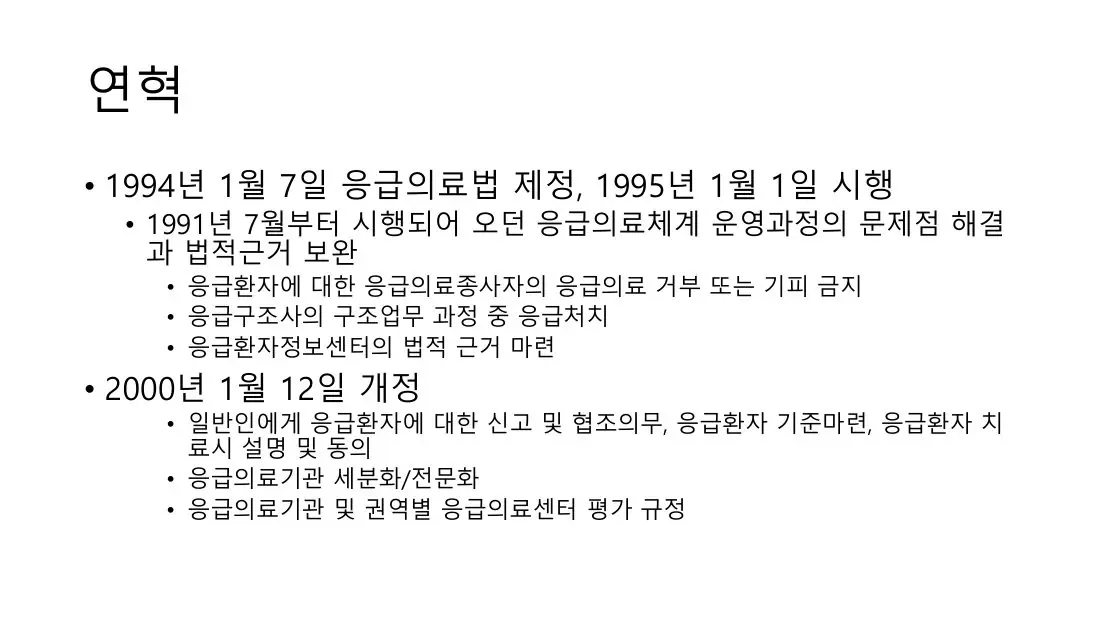 연혁
• 1994년 1월 7일 응급의료법 제정, 1995년 1월 1일 시행
• 1991년 7월부터 시행되어 오던 응급의료체계 운영과정의 문제점 해결
과 법적근거 보완
• 응급환자에 대한 응급의료종사자의 응급의료 거부 또는 기피 금지
• 응급구조사의 구조업무 과정 중 응급처치
• 응급환자정보센터의 법적 근거 마련
• 2000년 1월 12일 개정
• 일반인에게 응급환자에 대한 신고 및 협조의무, 응급환자 기준마련, 응급환자 치
료시 설명 및 동의
• 응급의료기관 세분화/전문화
• 응급의료기관 및 권역별 응급의료센터 평가 규정